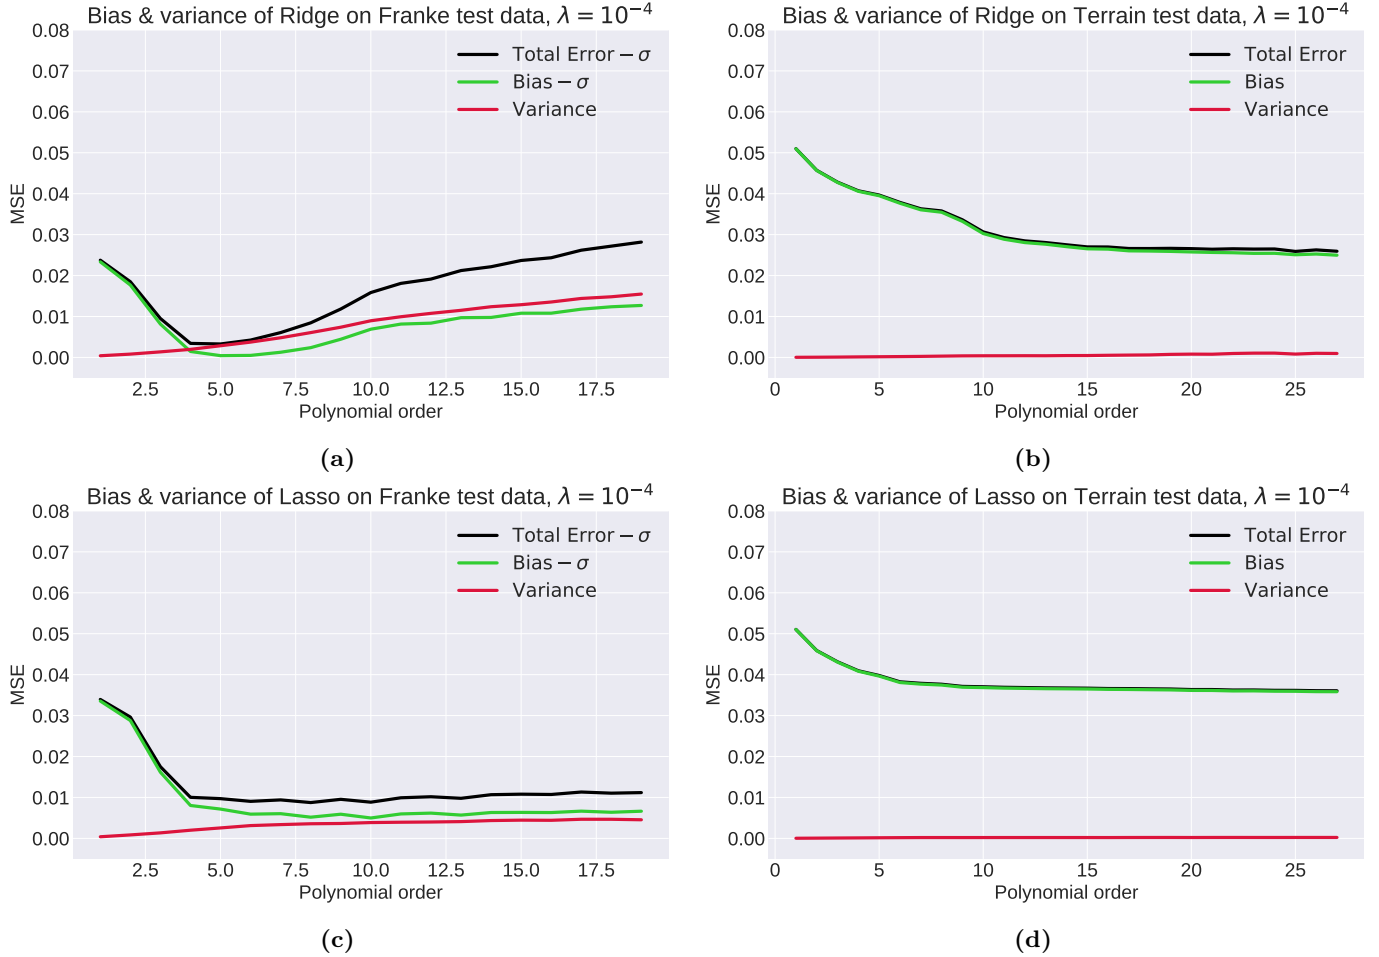 Bias & variance of Ridge on Franke test data, λ = 10⁻⁴
0.08
0.07
0.06
0.05
0.04
0.03
0.02
0.01
0.00
MSE
Total Error − σ
Bias − σ
Variance
2.5 5.0 7.5 10.0 12.5 15.0 17.5
Polynomial order
(a)
Bias & variance of Ridge on Terrain test data, λ = 10⁻⁴
0.08
0.07
0.06
0.05
0.04
0.03
0.02
0.01
0.00
MSE
Total Error
Bias
Variance
0 5 10 15 20 25
Polynomial order
(b)
Bias & variance of Lasso on Franke test data, λ = 10⁻⁴
0.08
0.07
0.06
0.05
0.04
0.03
0.02
0.01
0.00
MSE
Total Error − σ
Bias − σ
Variance
2.5 5.0 7.5 10.0 12.5 15.0 17.5
Polynomial order
(c)
Bias & variance of Lasso on Terrain test data, λ = 10⁻⁴
0.08
0.07
0.06
0.05
0.04
0.03
0.02
0.01
0.00
MSE
Total Error
Bias
Variance
0 5 10 15 20 25
Polynomial order
(d)